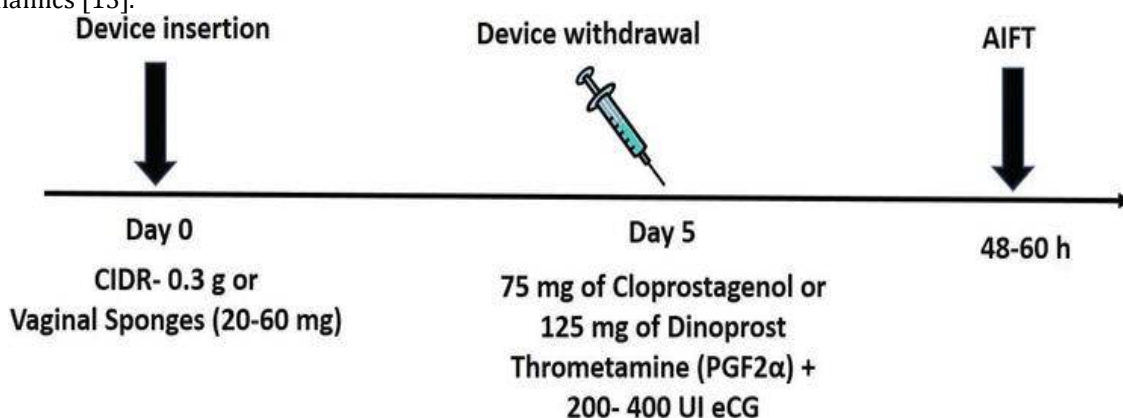 [13].
Device insertion
Device withdrawal
AIFT
Day 0
Day 5
48-60 h
CIDR- 0.3 g or
Vaginal Sponges (20-60 mg)
75 mg of Cloprostagenol or
125 mg of Dinoprost
Thrometamine (PGF2α) +
200- 400 UI eCG